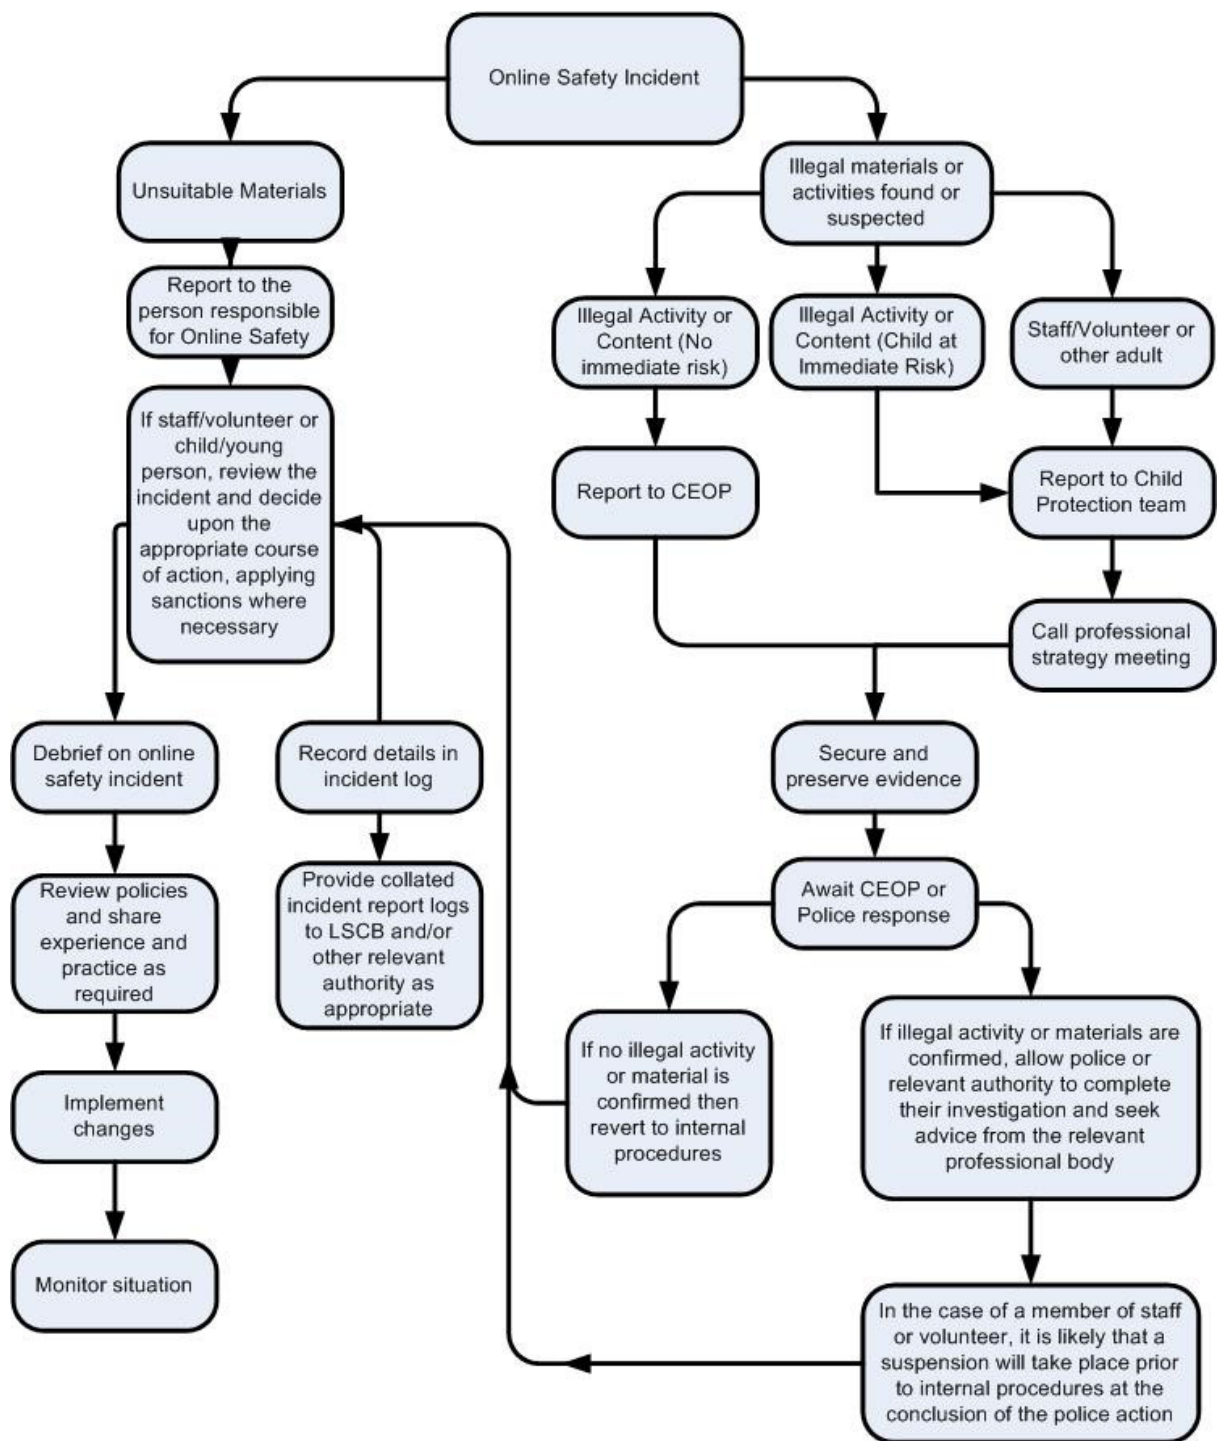 Online Safety Incident
Unsuitable Materials
Report to the
person responsible
for Online Safety
If staff/volunteer or
child/young
person, review the
incident and decide
upon the
appropriate course
of action, applying
sanctions where
necessary
Debrief on online
safety incident
Review policies
and share
experience and
practice as
required
Implement
changes
Monitor situation
Record details in
incident log
Provide collated
incident report logs
to LSCB and/or
other relevant
authority as
appropriate
Illegal materials or
activities found or
suspected
Illegal Activity or
Content (No
immediate risk)
Illegal Activity or
Content (Child at
Immediate Risk)
Staff/Volunteer or
other adult
Report to CEOP
Report to Child
Protection team
Call professional
strategy meeting
Secure and
preserve evidence
Await CEOP or
Police response
If no illegal activity
or material is
confirmed then
revert to internal
procedures
If illegal activity or materials are
confirmed, allow police or
relevant authority to complete
their investigation and seek
advice from the relevant
professional body
In the case of a member of staff
or volunteer, it is likely that a
suspension will take place prior
to internal procedures at the
conclusion of the police action